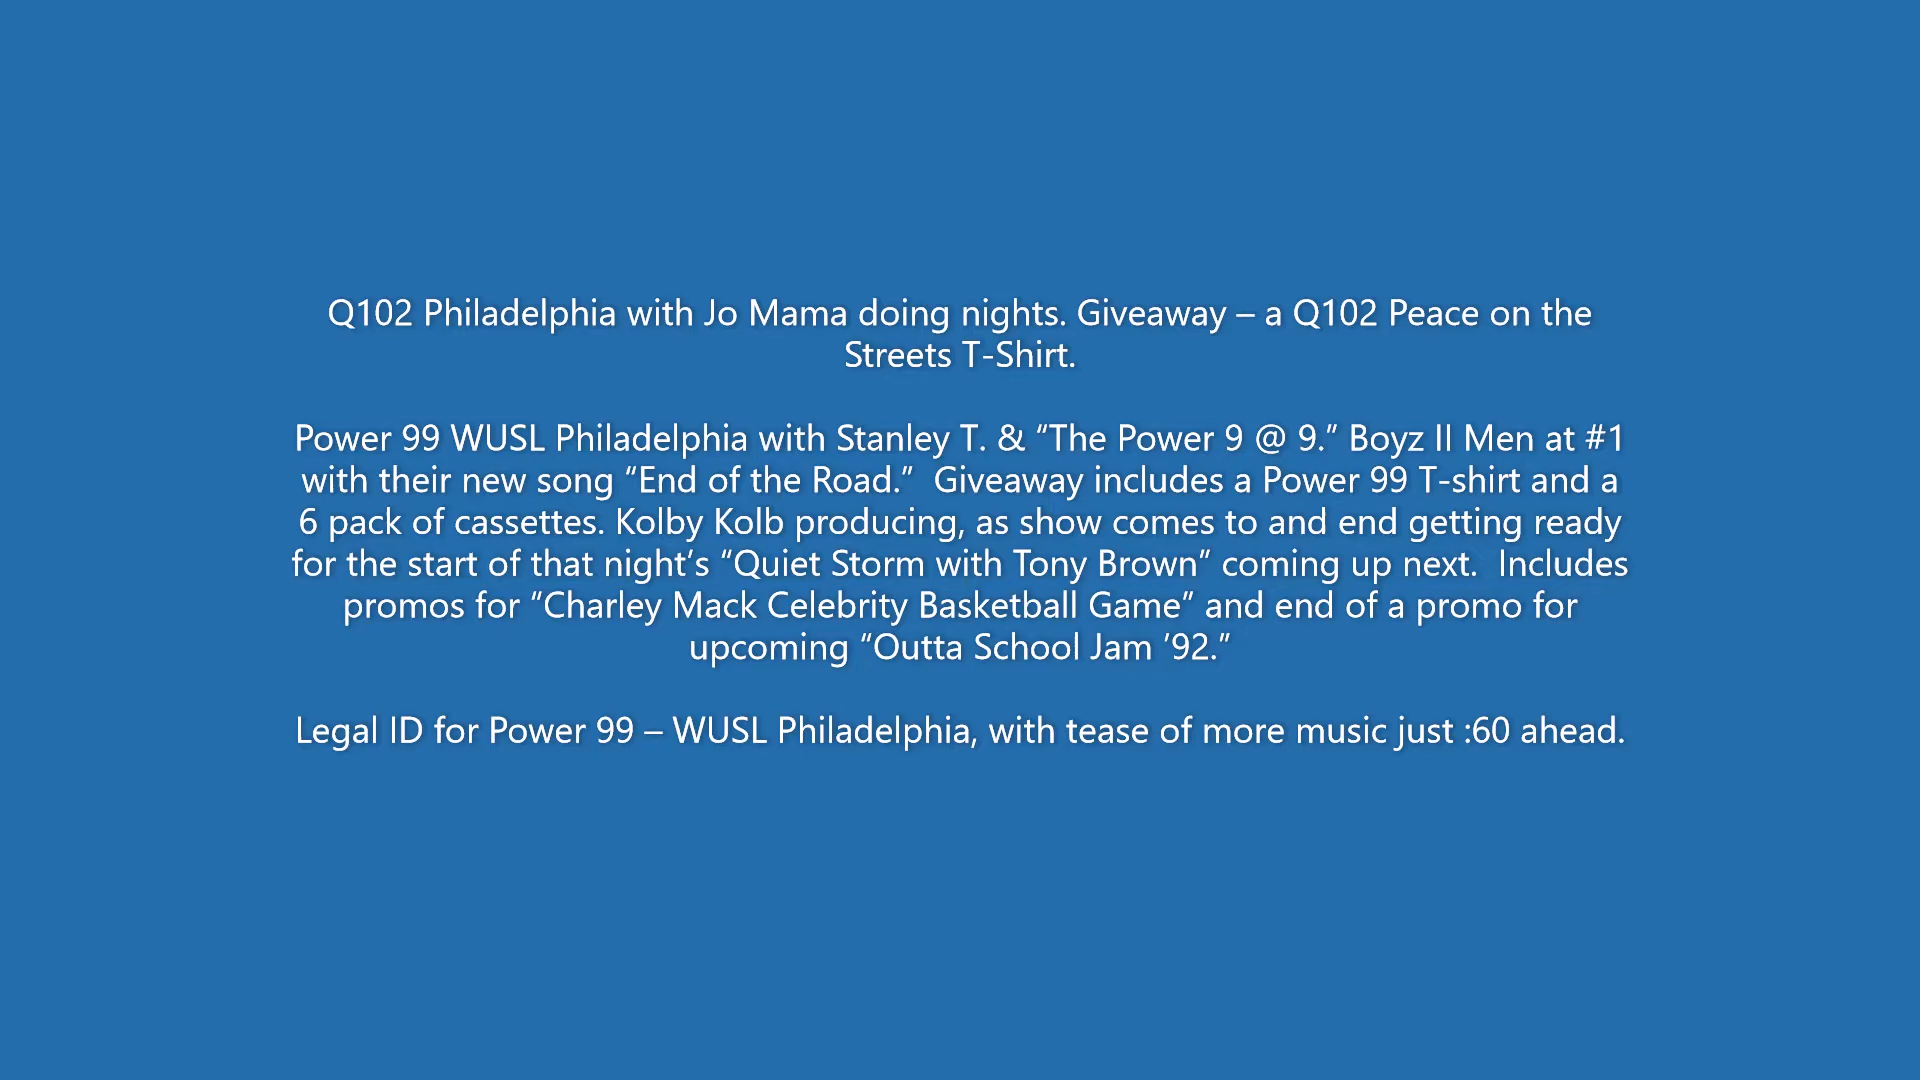 Q102 Philadelphia with Jo Mama doing nights. Giveaway – a Q102 Peace on the
Streets T-Shirt.
Power 99 WUSL Philadelphia with Stanley T. & “The Power 9 @ 9.” Boyz II Men at #1
with their new song “End of the Road.”  Giveaway includes a Power 99 T-shirt and a
6 pack of cassettes. Kolby Kolb producing, as show comes to and end getting ready
for the start of that night’s “Quiet Storm with Tony Brown” coming up next.  Includes
promos for “Charley Mack Celebrity Basketball Game” and end of a promo for
upcoming “Outta School Jam ’92.”
Legal ID for Power 99 – WUSL Philadelphia, with tease of more music just :60 ahead.